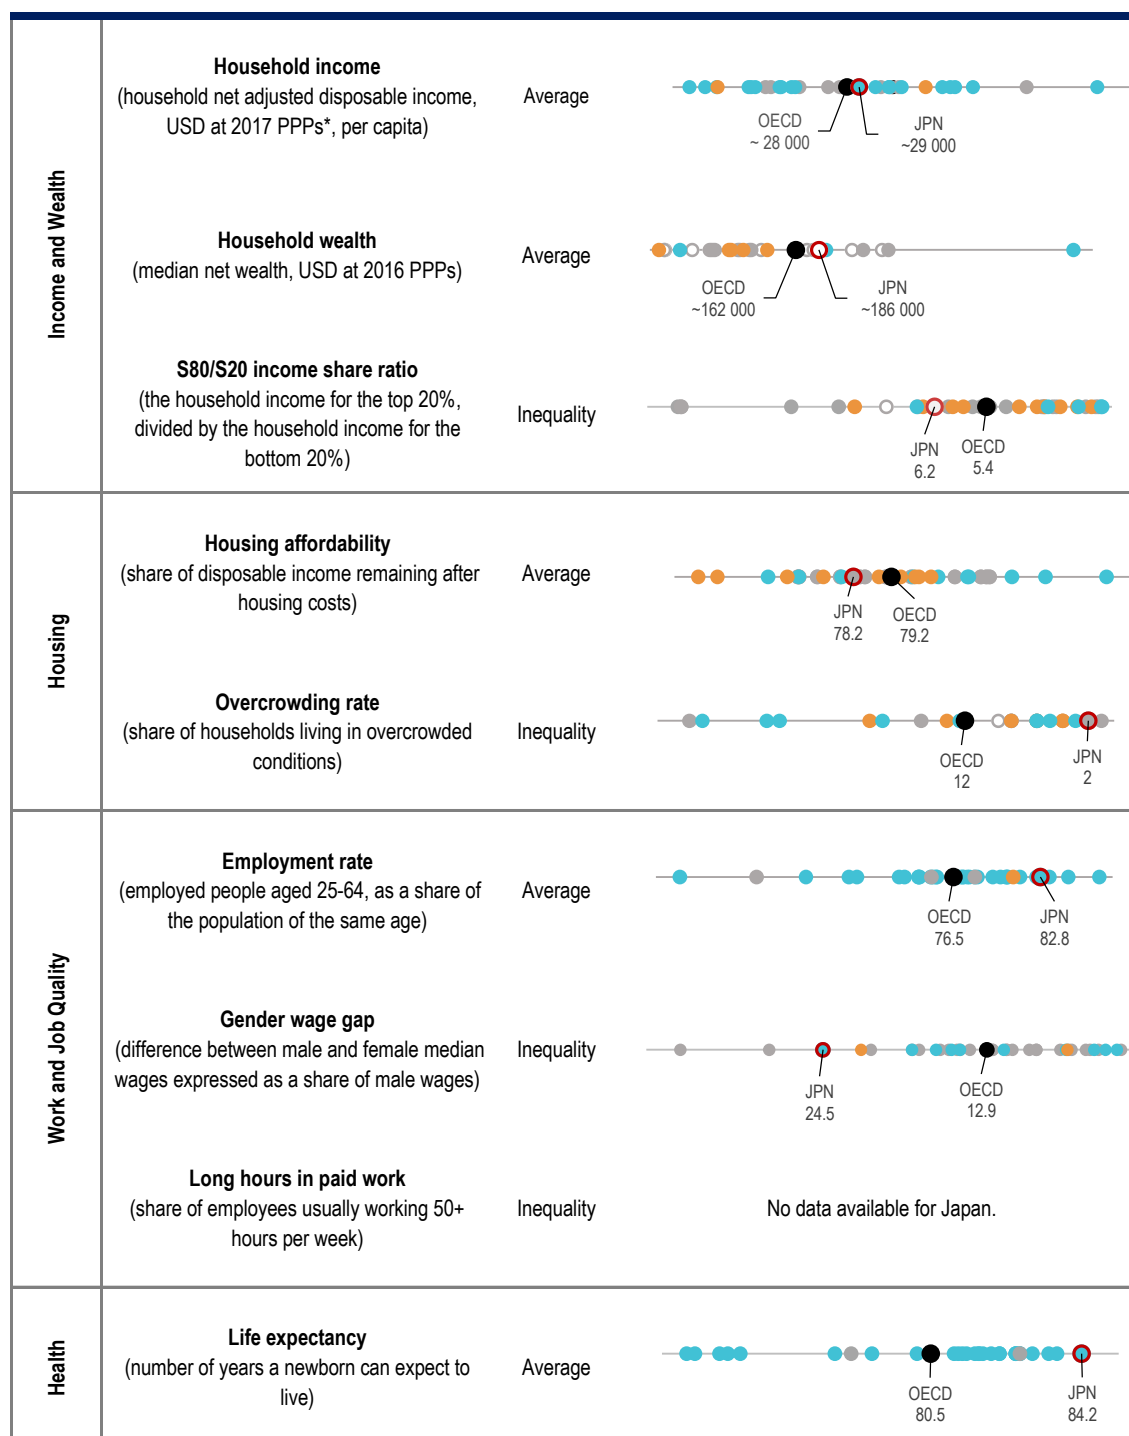 Income and Wealth
Household income
(household net adjusted disposable income,
USD at 2017 PPPs*, per capita)
Average
OECD
~ 28 000
JPN
~29 000
Household wealth
(median net wealth, USD at 2016 PPPs)
Average
OECD
~162 000
JPN
~186 000
S80/S20 income share ratio
(the household income for the top 20%,
divided by the household income for the
bottom 20%)
Inequality
JPN
6.2
OECD
5.4
Housing
Housing affordability
(share of disposable income remaining after
housing costs)
Average
JPN
78.2
OECD
79.2
Overcrowding rate
(share of households living in overcrowded
conditions)
Inequality
OECD
12
JPN
2
Work and Job Quality
Employment rate
(employed people aged 25-64, as a share of
the population of the same age)
Average
OECD
76.5
JPN
82.8
Gender wage gap
(difference between male and female median
wages expressed as a share of male wages)
Inequality
JPN
24.5
OECD
12.9
Long hours in paid work
(share of employees usually working 50+
hours per week)
Inequality
No data available for Japan.
Health
Life expectancy
(number of years a newborn can expect to
live)
Average
OECD
80.5
JPN
84.2